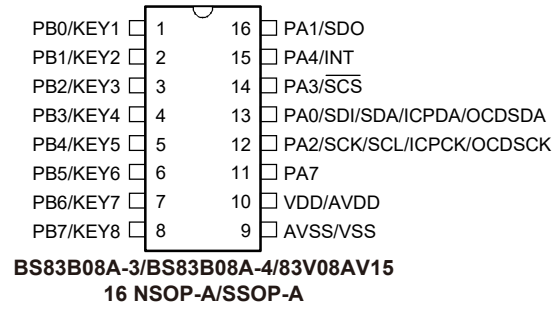 PB0/KEY1 1 16 PA1/SDO
PB1/KEY2 2 15 PA4/INT
PB2/KEY3 3 14 PA3/SCS
PB3/KEY4 4 13 PA0/SDI/SDA/ICPDA/OCDSDA
PB4/KEY5 5 12 PA2/SCK/SCL/ICPCK/OCDSCK
PB5/KEY6 6 11 PA7
PB6/KEY7 7 10 VDD/AVDD
PB7/KEY8 8 9 AVSS/VSS
BS83B08A-3/BS83B08A-4/83V08AV15
16 NSOP-A/SSOP-A